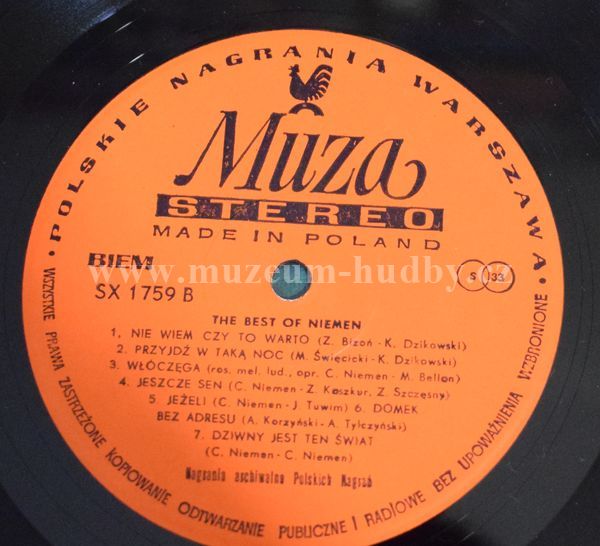 • POLSKIE NAGRANIA WARSZAWA •
Muza
STEREO
MADE IN POLAND
BIEM
SX 1759 B
S 33
www.muzeum-hudby.cz
THE BEST OF NIEMEN
1. NIE WIEM CZY TO WARTO (Z. Bizoń - K. Dzikowski)
2. PRZYJDŹ W TAKĄ NOC (M. Święcicki - K. Dzikowski)
3. WŁÓCZĘGA (ros. mel. lud., opr. C. Niemen - M. Bellon)
4. JESZCZE SEN (C. Niemen - Z. Kaszkur, Z. Szczęsny)
5. JEŻELI (C. Niemen - J. Tuwim) 6. DOMEK
BEZ ADRESU (A. Korzyński - A. Tylczyński)
7. DZIWNY JEST TEN ŚWIAT
(C. Niemen - C. Niemen)
Nagrania archiwalne Polskich Nagrań
WSZYSTKIE PRAWA ZASTRZEŻONE KOPIOWANIE ODTWARZANIE PUBLICZNE I RADIOWE BEZ UPOWAŻNIENIA WZBRONIONE